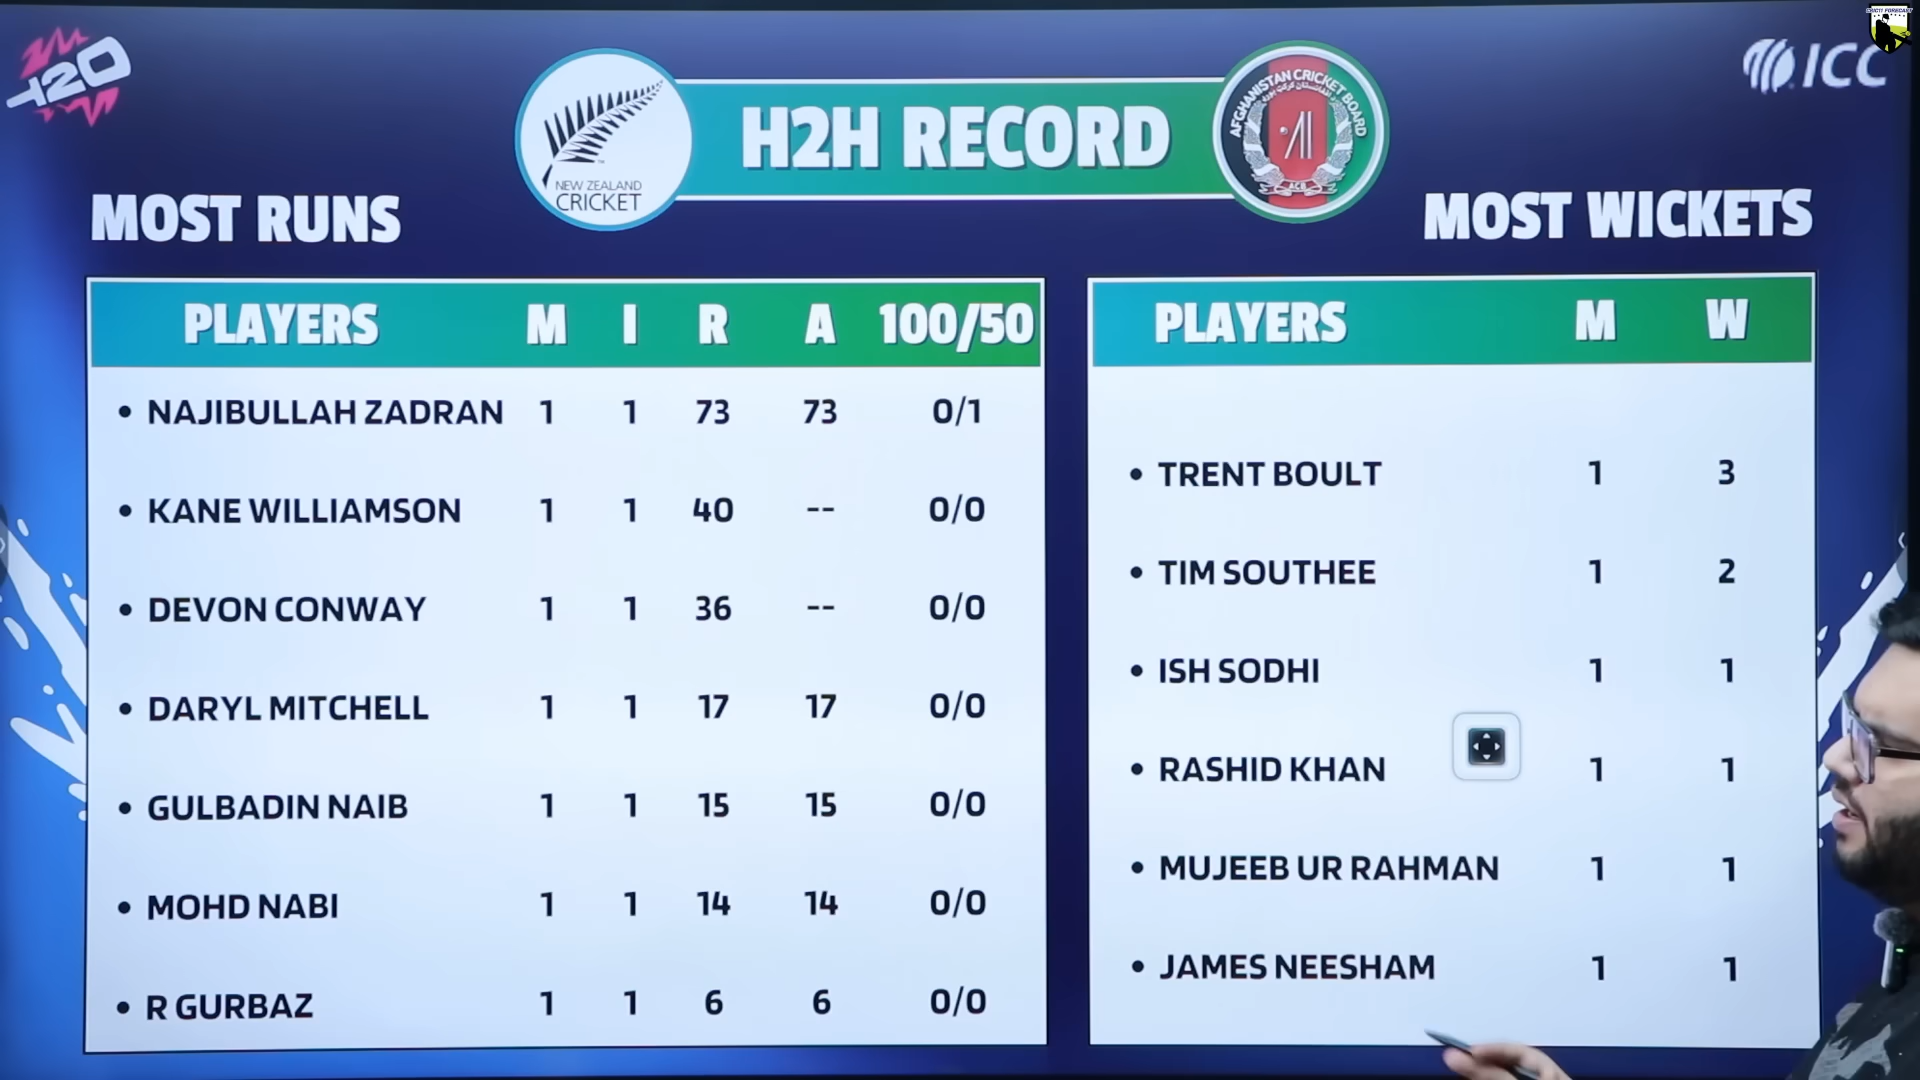 CRIC11 FORECAST
T20
ICC
NEW ZEALAND
CRICKET
H2H RECORD
AFGHANISTAN CRICKET BOARD
ACB
MOST RUNS
PLAYERS M I R A 100/50
• NAJIBULLAH ZADRAN 1 1 73 73 0/1
• KANE WILLIAMSON 1 1 40 -- 0/0
• DEVON CONWAY 1 1 36 -- 0/0
• DARYL MITCHELL 1 1 17 17 0/0
• GULBADIN NAIB 1 1 15 15 0/0
• MOHD NABI 1 1 14 14 0/0
• R GURBAZ 1 1 6 6 0/0
MOST WICKETS
PLAYERS M W
• TRENT BOULT 1 3
• TIM SOUTHEE 1 2
• ISH SODHI 1 1
• RASHID KHAN 1 1
• MUJEEB UR RAHMAN 1 1
• JAMES NEESHAM 1 1